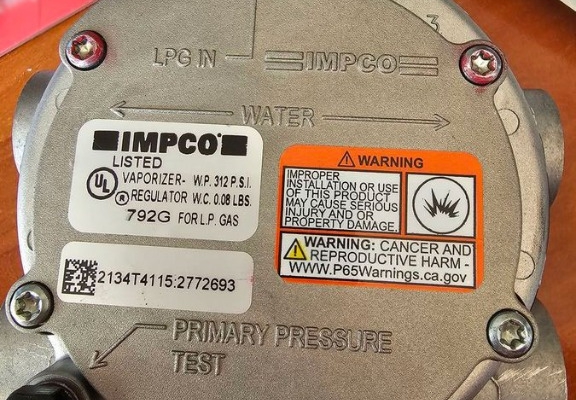 3
LPG IN
IMPCO
WATER
IMPCO
LISTED
UL
®
VAPORIZER- W.P. 312 P.S.I.
REGULATOR W.C. 0.08 LBS.
792G FOR L.P. GAS
2134T4115:2772693
WARNING
IMPROPER
INSTALLATION OR USE
OF THIS PRODUCT
MAY CAUSE SERIOUS
INJURY AND OR
PROPERTY DAMAGE.
WARNING: CANCER AND
REPRODUCTIVE HARM -
WWW.P65Warnings.ca.gov
PRIMARY PRESSURE
TEST